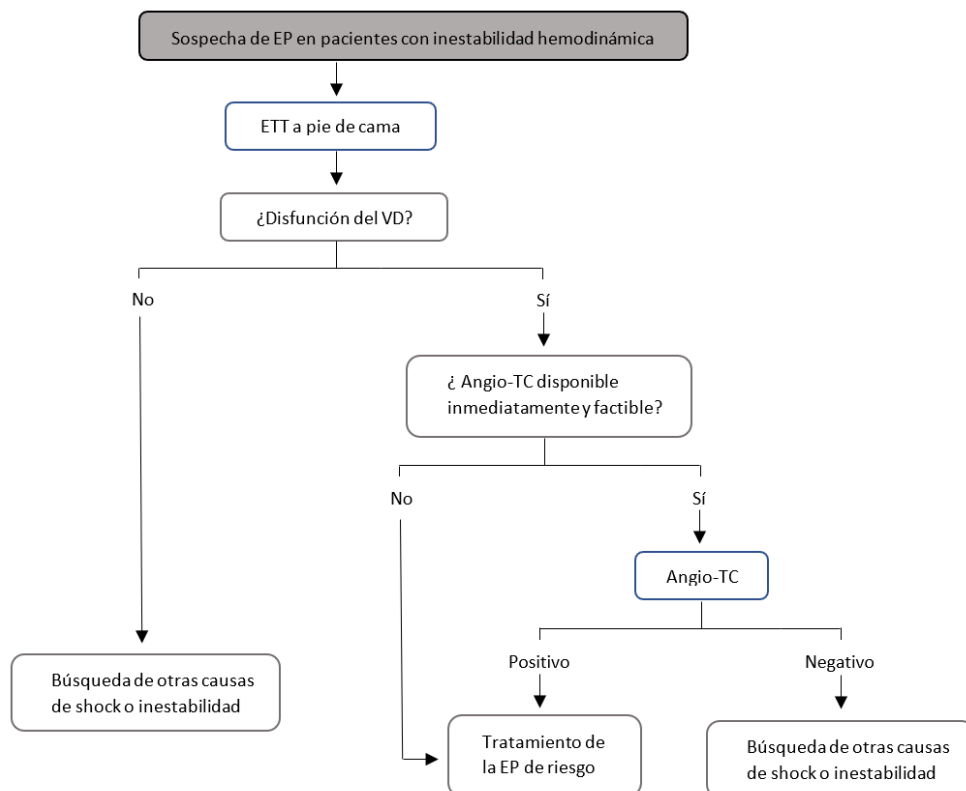 Sospecha de EP en pacientes con inestabilidad hemodinámica
ETT a pie de cama
¿Disfunción del VD?
No
Sí
¿ Angio-TC disponible
inmediatamente y factible?
No
Sí
Angio-TC
Positivo
Negativo
Búsqueda de otras causas
de shock o inestabilidad
Tratamiento de
la EP de riesgo
Búsqueda de otras causas
de shock o inestabilidad